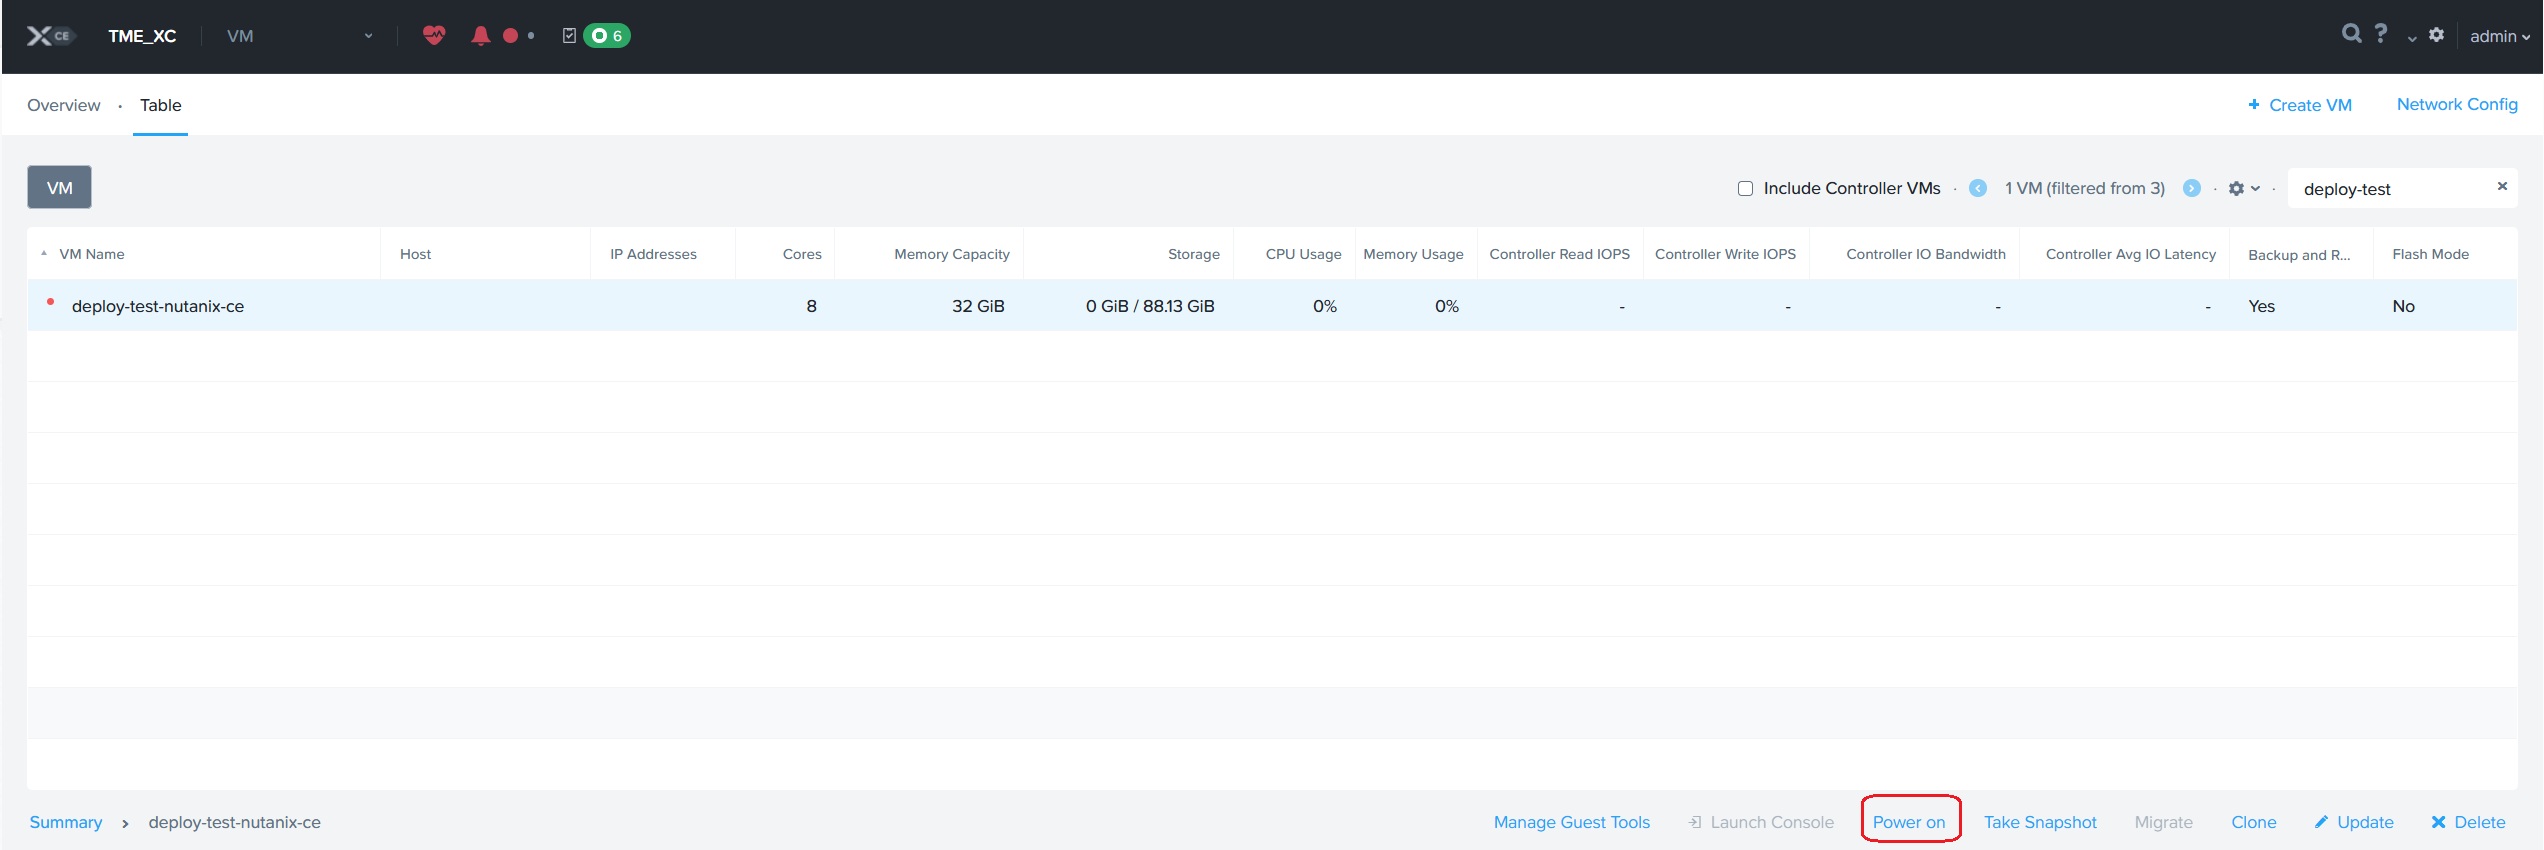 X CE TME_XC VM 6 ? admin
Overview · Table + Create VM Network Config
VM Include Controller VMs · 1 VM (filtered from 3) · · deploy-test ×
VM Name Host IP Addresses Cores Memory Capacity Storage CPU Usage Memory Usage Controller Read IOPS Controller Write IOPS Controller IO Bandwidth Controller Avg IO Latency Backup and R... Flash Mode
deploy-test-nutanix-ce 8 32 GiB 0 GiB / 88.13 GiB 0% 0% - - - - Yes No
Summary › deploy-test-nutanix-ce Manage Guest Tools Launch Console Power on Take Snapshot Migrate Clone Update Delete